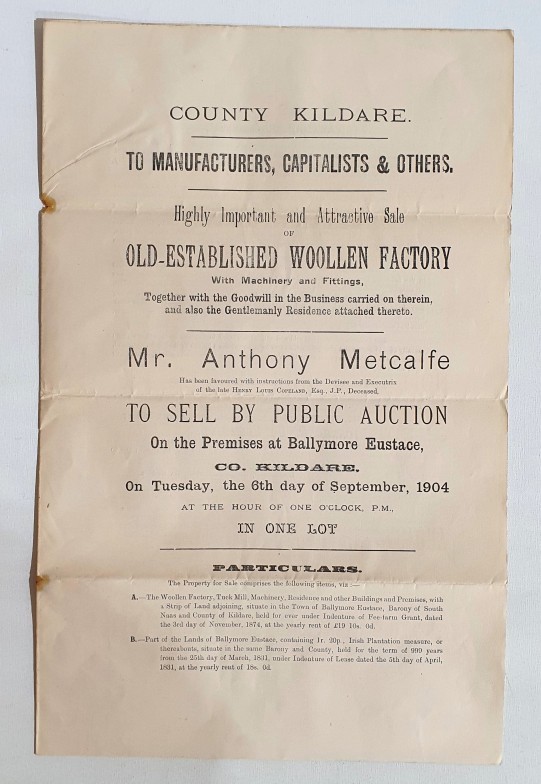 COUNTY KILDARE.
TO MANUFACTURERS, CAPITALISTS & OTHERS.
Highly Important and Attractive Sale
OF
OLD-ESTABLISHED WOOLLEN FACTORY
With Machinery and Fittings,
Together with the Goodwill in the Business carried on therein,
and also the Gentlemanly Residence attached thereto.
Mr. Anthony Metcalfe
Has been favoured with instructions from the Devisee and Executrix
of the late HENRY LOUIS COPELAND, Esq., J.P., Deceased.
TO SELL BY PUBLIC AUCTION
On the Premises at Ballymore Eustace,
CO. KILDARE.
On Tuesday, the 6th day of September, 1904
AT THE HOUR OF ONE O'CLOCK, P.M.,
IN ONE LOT
PARTICULARS.
The Property for Sale comprises the following items, viz:—
A.—The Woollen Factory, Tuck Mill, Machinery, Residence and other Buildings and Premises, with
a Strip of Land adjoining, situate in the Town of Ballymore Eustace, Barony of South
Naas and County of Kildare, held for ever under Indenture of Fee-farm Grant, dated
the 3rd day of November, 1874, at the yearly rent of £19 10s. 0d.
B.—Part of the Lands of Ballymore Eustace, containing 1r. 20p., Irish Plantation measure, or
thereabouts, situate in the same Barony and County, held for the term of 999 years
from the 25th day of March, 1831, under Indenture of Lease dated the 5th day of April,
1831, at the yearly rent of 18s. 0d.